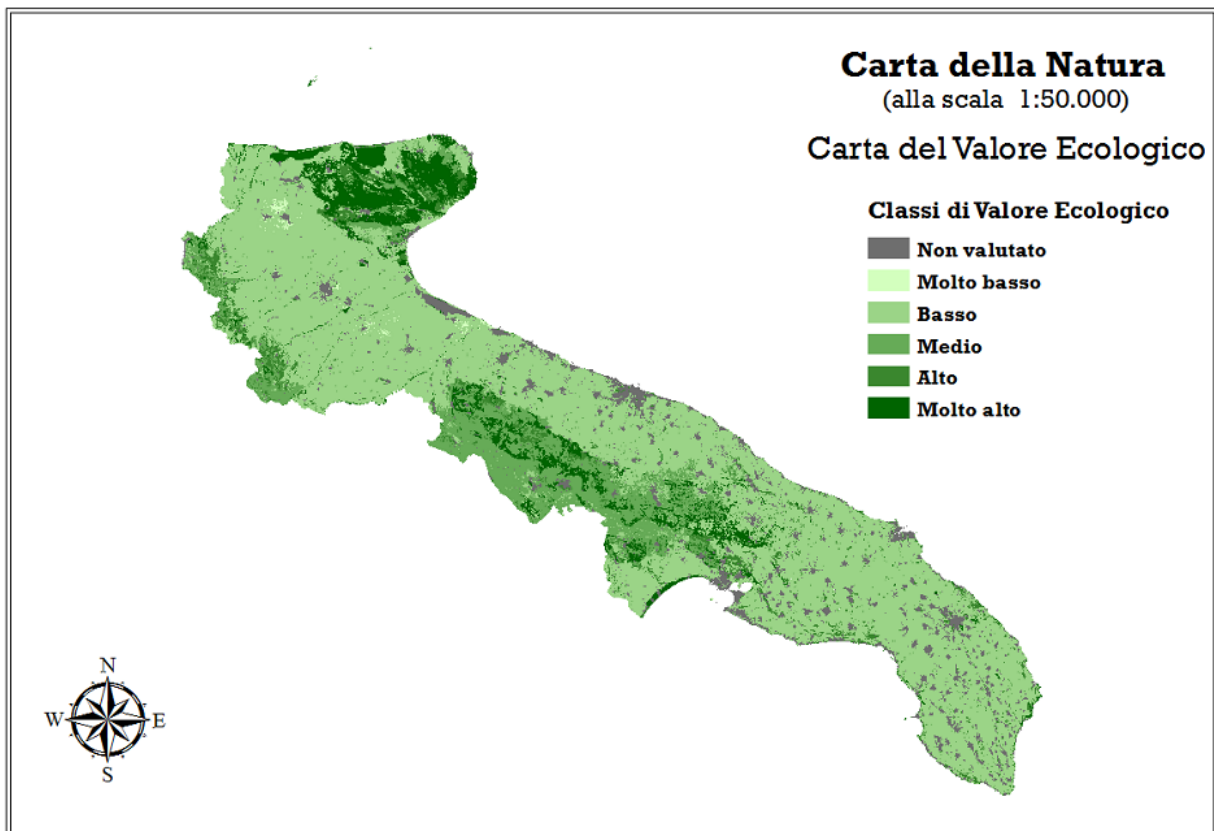 Carta della Natura
(alla scala 1:50.000)
Carta del Valore Ecologico
Classi di Valore Ecologico
Non valutato
Molto basso
Basso
Medio
Alto
Molto alto
N
W E
S